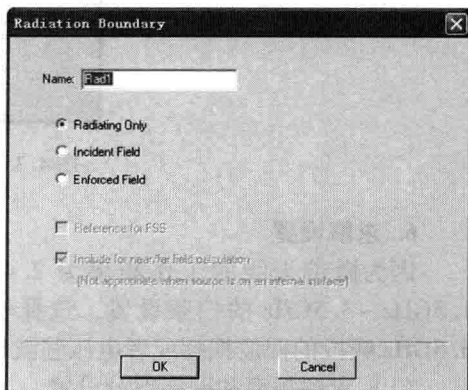 Radiation Boundary
Name: Rad1
Radiating Only
Incident Field
Enforced Field
Reference for FSS
Include for near/far field calculation
(Not appropriate when source is on an internal surface)
OK
Cancel